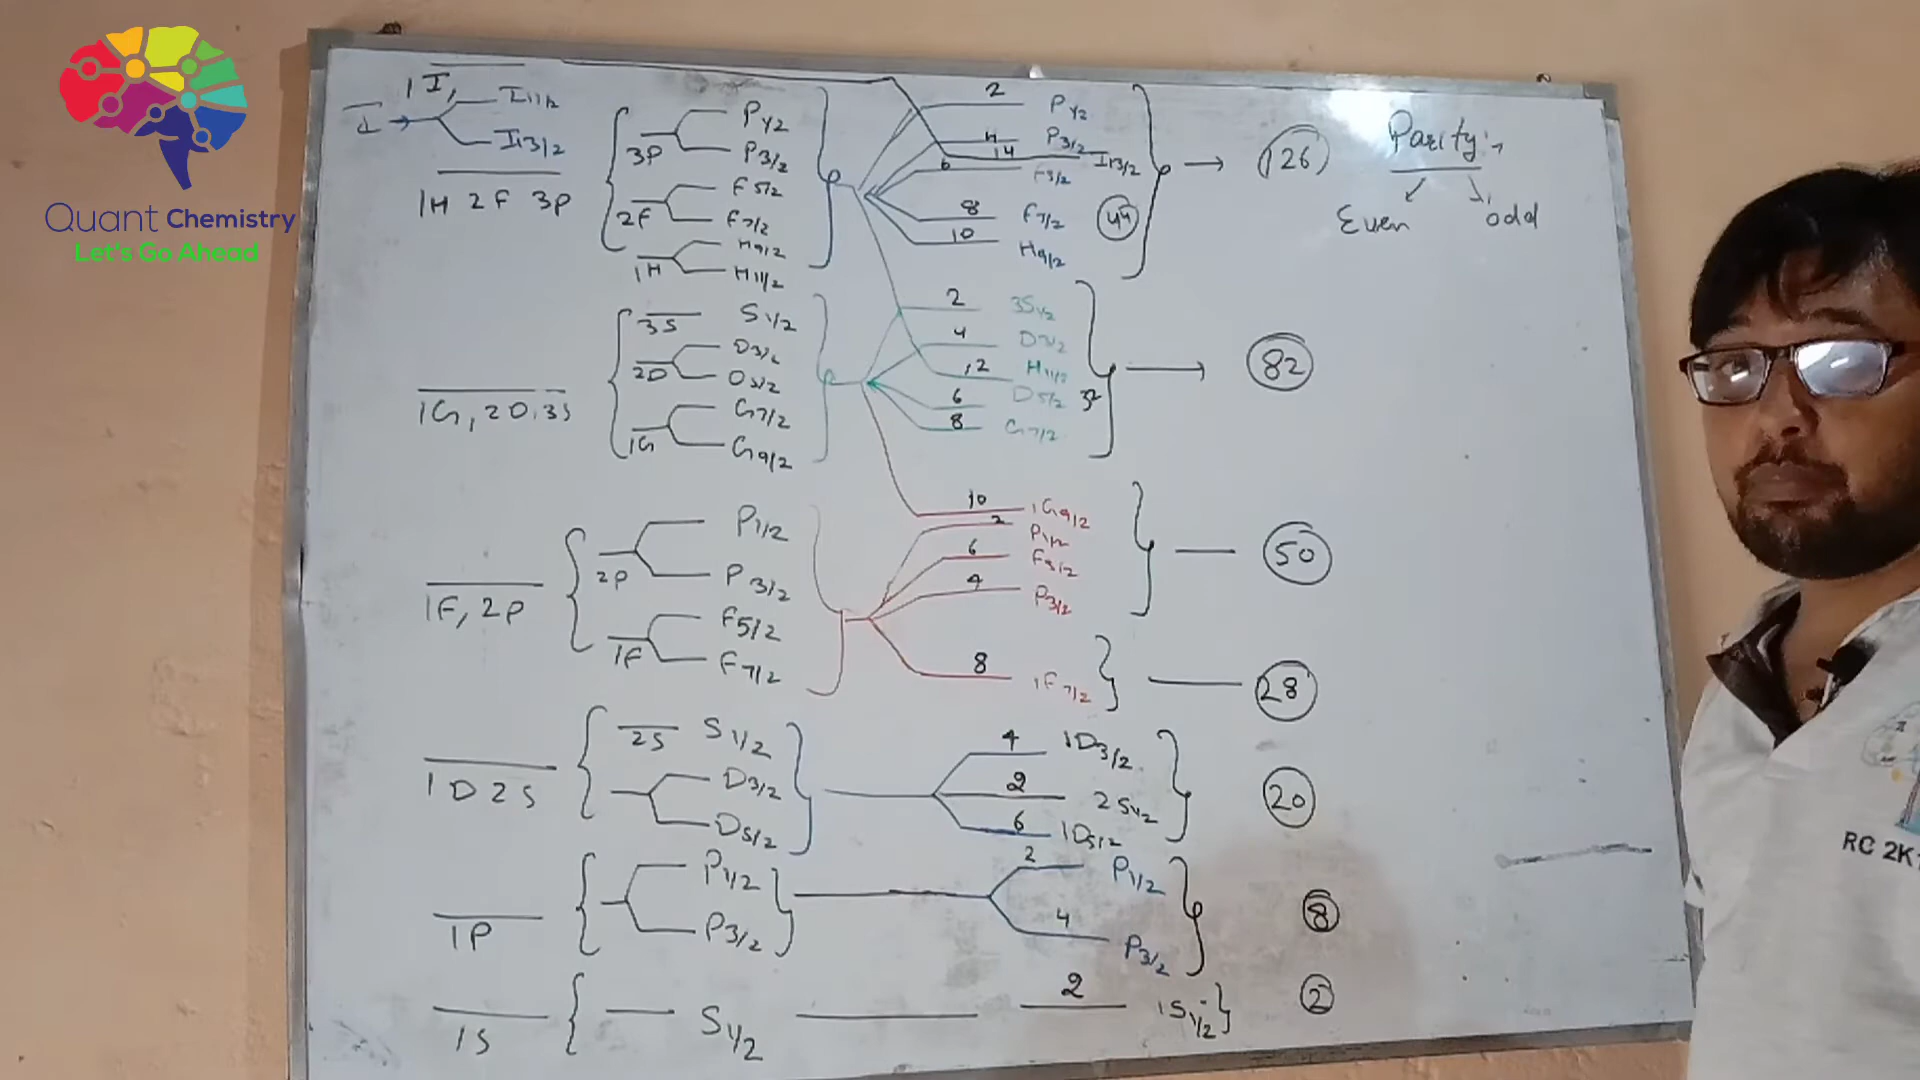 Quant Chemistry
Let's Go Ahead
1I,
I11/2
I13/2
1H 2F 3P
3P
P1/2
P3/2
2F
F5/2
F7/2
1H
H9/2
H11/2
2 P1/2
4 P3/2
14 I13/2
6 F5/2
8 F7/2
10 H9/2
44
126
Parity:-
Even
odd
1G, 2D, 3S
3S
S1/2
2D
D3/2
D5/2
1G
G7/2
G9/2
2 3S1/2
4 D3/2
12 H11/2
6 D5/2
8 G7/2
32
82
1F, 2P
2P
P1/2
P3/2
1F
F5/2
F7/2
10 1G9/2
2 P1/2
6 F5/2
4 P3/2
50
8 1F7/2
28
1D 2S
2S
S1/2
D3/2
D5/2
4 1D3/2
2 2S1/2
6 1D5/2
20
1P
P1/2
P3/2
2 P1/2
4 P3/2
8
1S
S1/2
2 1S1/2
2
RC 2K